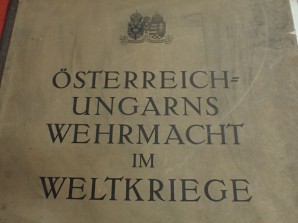 ÖSTERREICH=
UNGARNS
WEHRMACHT
IM
WELTKRIEGE